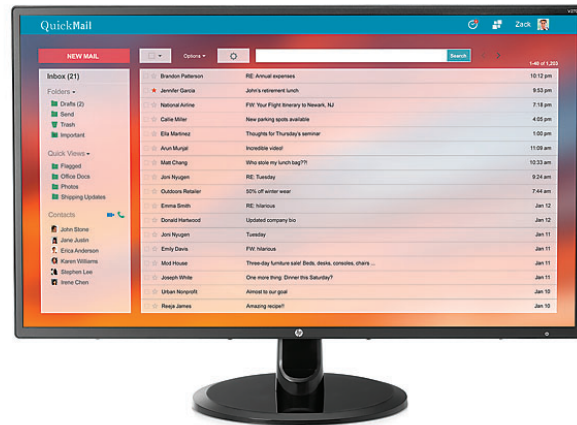 QuickMail Zack
NEW MAIL Options Search
1-48 of 1,203
Inbox (21)
Folders
Drafts (2)
Send
Trash
Important
Quick Views
Flagged
Office Docs
Photos
Shipping Updates
Contacts
John Stone
Jane Justin
Erica Anderson
Karen Williams
Stephen Lee
Irene Chen
Brandon Patterson RE: Annual expenses 10:12 pm
Jennifer Garcia John's retirement lunch 9:53 pm
National Airline FW: Your Flight Itinerary to Newark, NJ 7:18 pm
Callie Miller New parking spots available 4:05 pm
Ella Martinez Thoughts for Thursday's seminar 1:00 pm
Arun Munjal Incredible video! 11:09 am
Matt Chang Who stole my lunch bag??! 10:33 am
Joni Nyugen RE: Tuesday 9:24 am
Outdoors Retailer 50% off winter wear 7:44 am
Emma Smith RE: hilarious Jan 12
Donald Hartwood Updated company bio Jan 12
Joni Nyugen Tuesday Jan 11
Emily Davis FW: hilarious Jan 11
Mod House Three-day furniture sale! Beds, desks, consoles, chairs ... Jan 11
Joseph White One more thing: Dinner this Saturday? Jan 11
Urban Nonprofit Almost to our goal Jan 10
Reeja James Amazing recipe!! Jan 10
hp